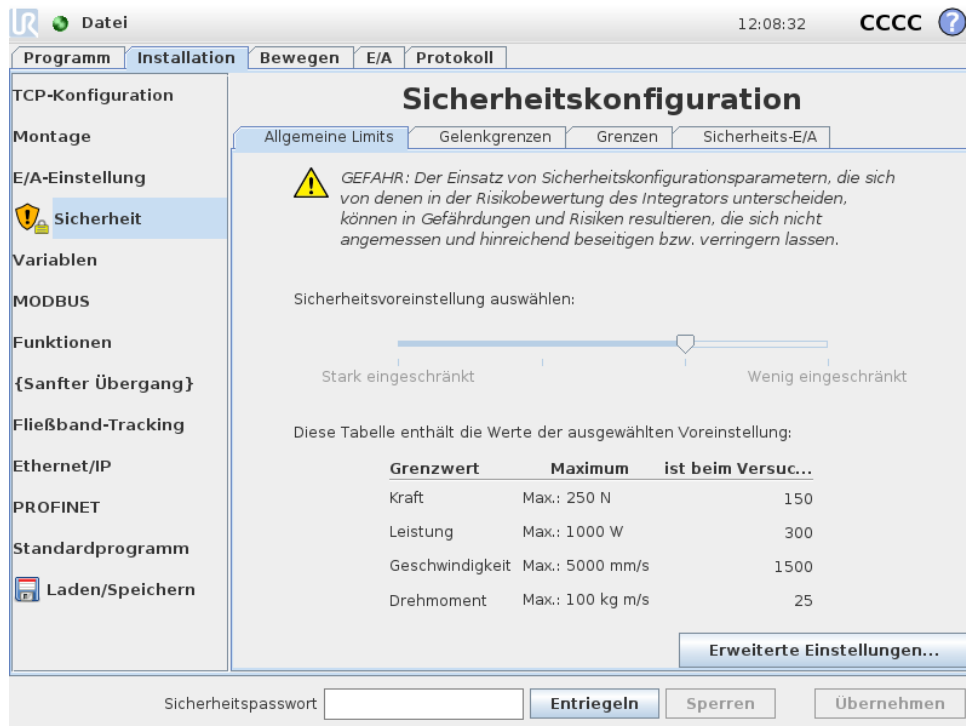 UR Datei 12:08:32 CCCC ?
Programm Installation Bewegen E/A Protokoll
TCP-Konfiguration
Montage
E/A-Einstellung
Sicherheit
Variablen
MODBUS
Funktionen
{Sanfter Übergang}
Fließband-Tracking
Ethernet/IP
PROFINET
Standardprogramm
Laden/Speichern
Sicherheitskonfiguration
Allgemeine Limits Gelenkgrenzen Grenzen Sicherheits-E/A
GEFAHR: Der Einsatz von Sicherheitskonfigurationsparametern, die sich
von denen in der Risikobewertung des Integrators unterscheiden,
können in Gefährdungen und Risiken resultieren, die sich nicht
angemessen und hinreichend beseitigen bzw. verringern lassen.
Sicherheitsvoreinstellung auswählen:
Stark eingeschränkt Wenig eingeschränkt
Diese Tabelle enthält die Werte der ausgewählten Voreinstellung:
Grenzwert Maximum ist beim Versuc...
Kraft Max.: 250 N 150
Leistung Max.: 1000 W 300
Geschwindigkeit Max.: 5000 mm/s 1500
Drehmoment Max.: 100 kg m/s 25
Erweiterte Einstellungen...
Sicherheitspasswort Entriegeln Sperren Übernehmen